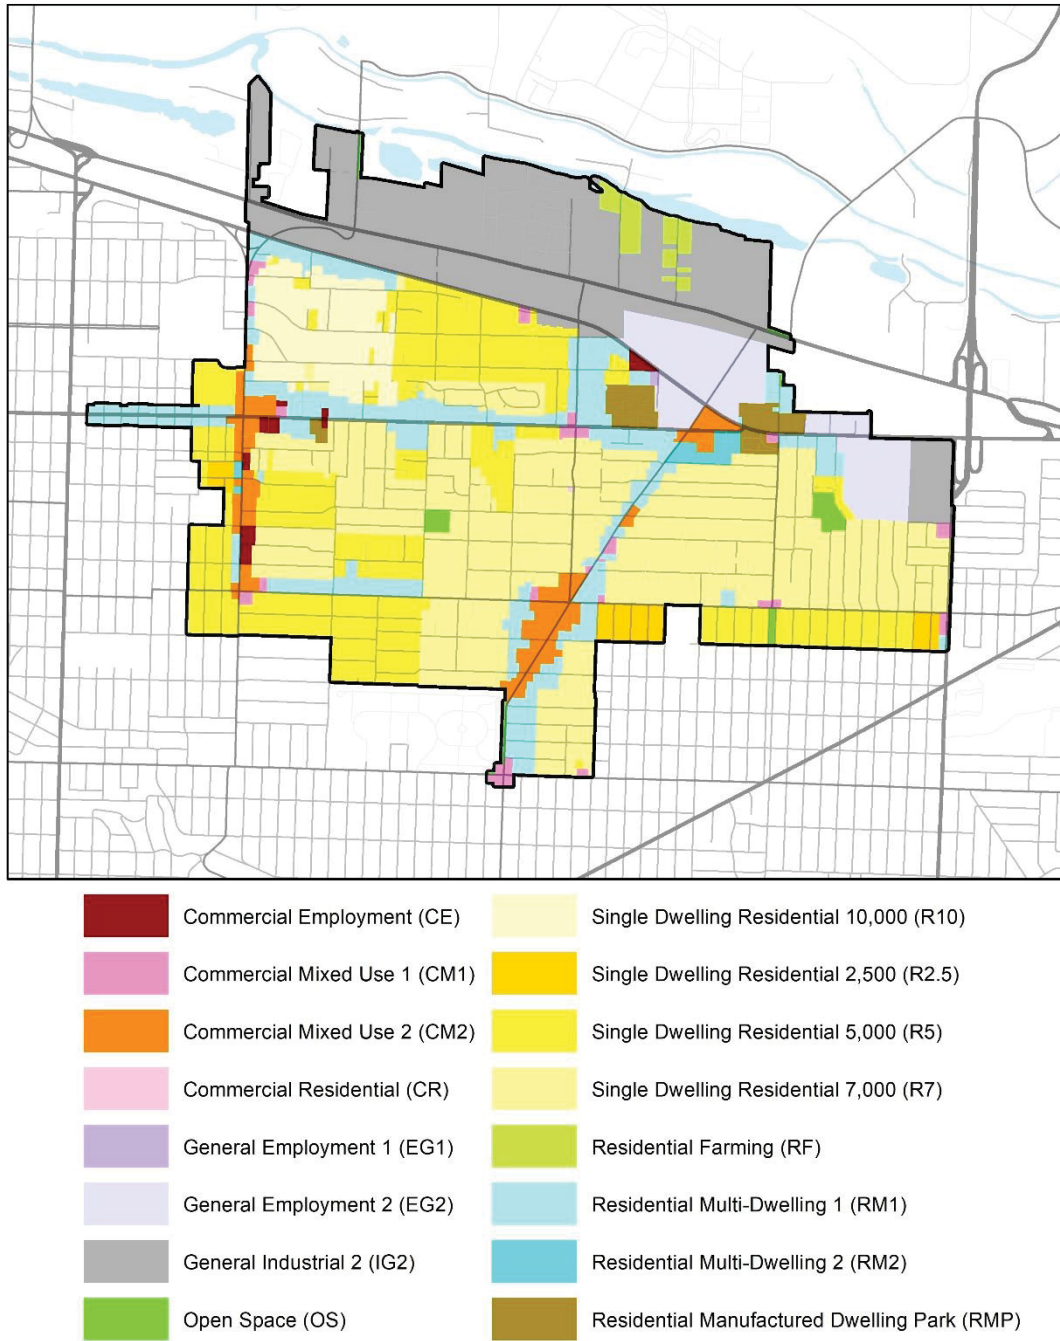 Commercial Employment (CE)
Commercial Mixed Use 1 (CM1)
Commercial Mixed Use 2 (CM2)
Commercial Residential (CR)
General Employment 1 (EG1)
General Employment 2 (EG2)
General Industrial 2 (IG2)
Open Space (OS)
Single Dwelling Residential 10,000 (R10)
Single Dwelling Residential 2,500 (R2.5)
Single Dwelling Residential 5,000 (R5)
Single Dwelling Residential 7,000 (R7)
Residential Farming (RF)
Residential Multi-Dwelling 1 (RM1)
Residential Multi-Dwelling 2 (RM2)
Residential Manufactured Dwelling Park (RMP)